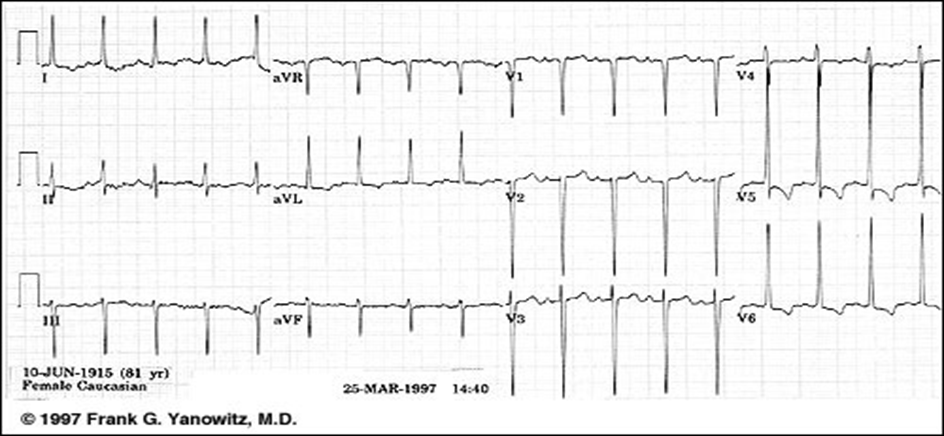 I aVR V1 V4
II aVL V2 V5
III aVF V3 V6
10-JUN-1915 (81 yr)
Female Caucasian
25-MAR-1997 14:40
© 1997 Frank G. Yanowitz, M.D.